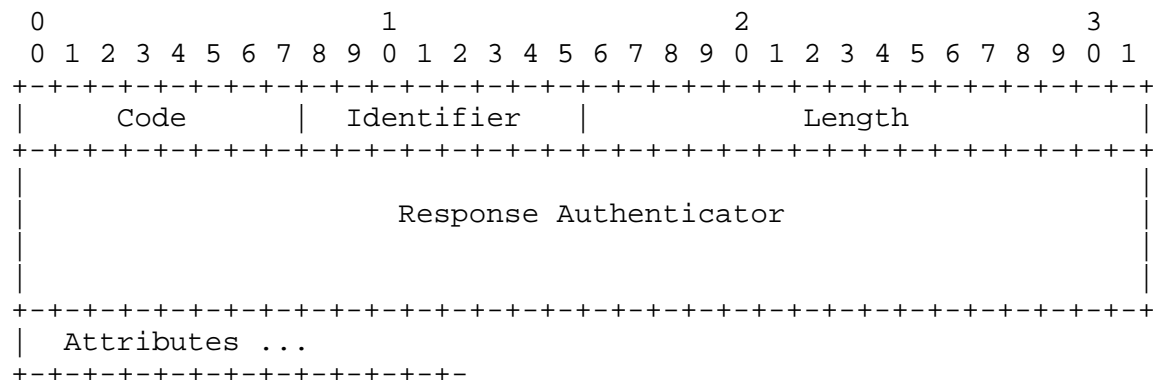 0                   1                   2                   3
 0 1 2 3 4 5 6 7 8 9 0 1 2 3 4 5 6 7 8 9 0 1 2 3 4 5 6 7 8 9 0 1
+-+-+-+-+-+-+-+-+-+-+-+-+-+-+-+-+-+-+-+-+-+-+-+-+-+-+-+-+-+-+-+-+
|     Code      |  Identifier   |            Length             |
+-+-+-+-+-+-+-+-+-+-+-+-+-+-+-+-+-+-+-+-+-+-+-+-+-+-+-+-+-+-+-+-+
|                                                               |
|                     Response Authenticator                    |
|                                                               |
|                                                               |
+-+-+-+-+-+-+-+-+-+-+-+-+-+-+-+-+-+-+-+-+-+-+-+-+-+-+-+-+-+-+-+-+
|  Attributes ...
+-+-+-+-+-+-+-+-+-+-+-+-+-